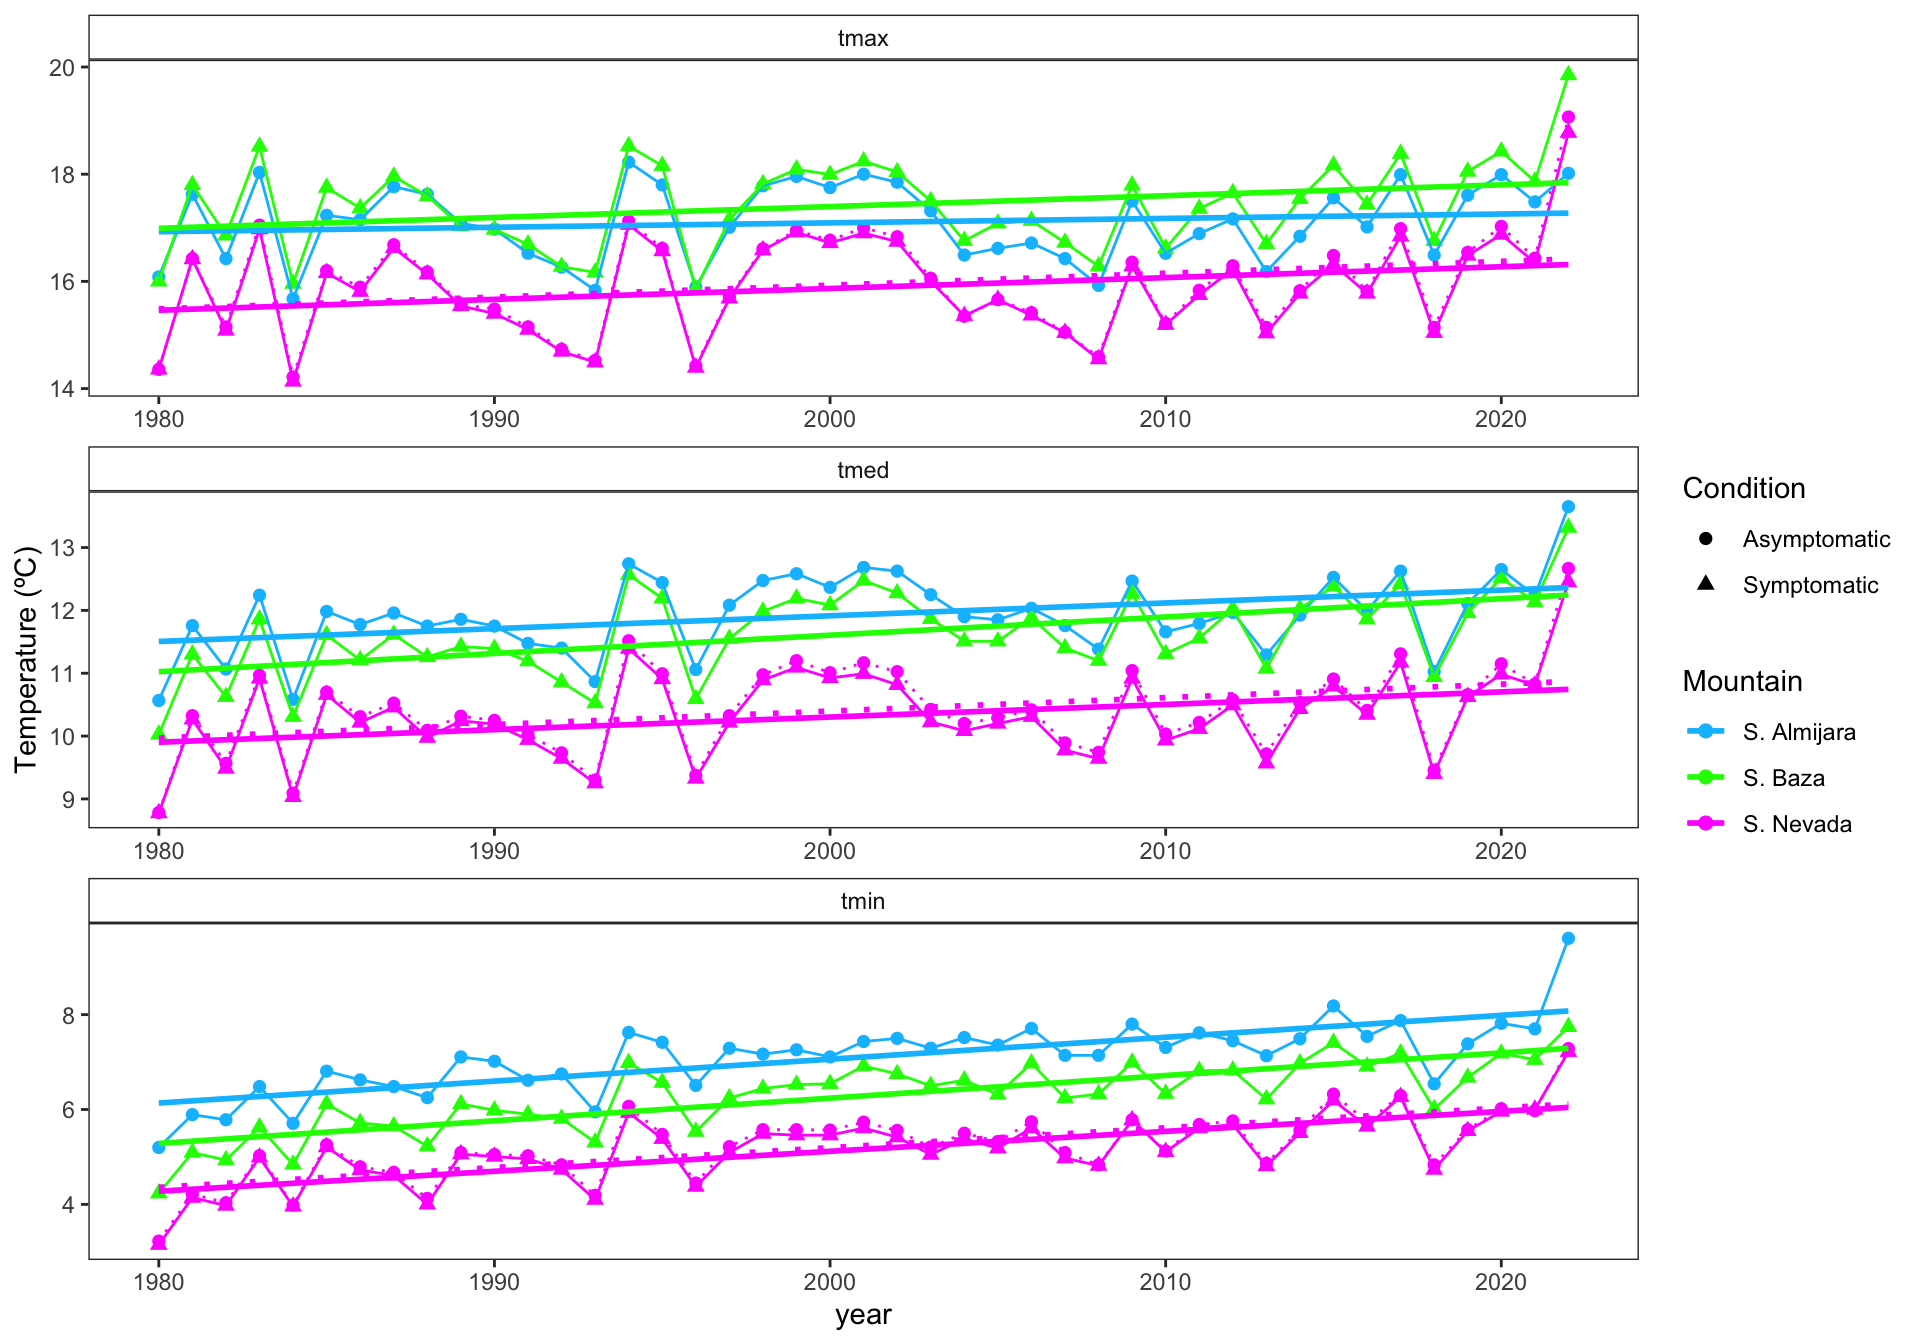 tmax
20
18
16
14
1980 1990 2000 2010 2020
tmed
Temperature (ºC)
13
12
11
10
9
1980 1990 2000 2010 2020
tmin
8
6
4
1980 1990 2000 2010 2020
year
Condition
Asymptomatic
Symptomatic
Mountain
S. Almijara
S. Baza
S. Nevada